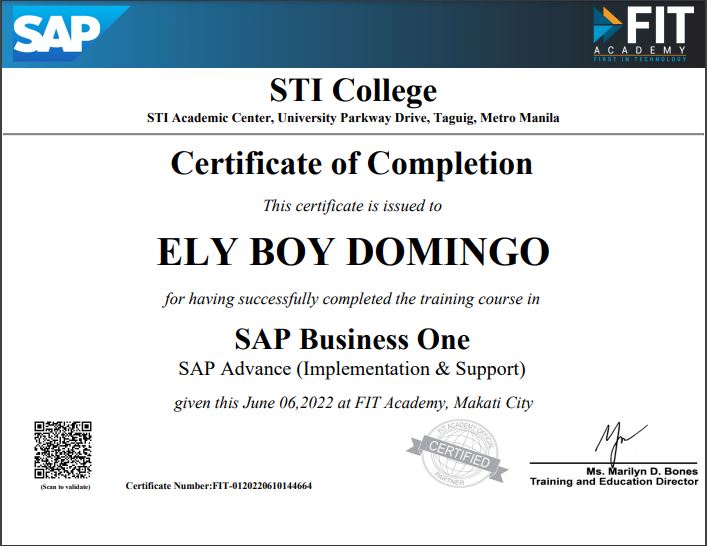 SAP
FIT
ACADEMY
FIRST IN TECHNOLOGY
STI College
STI Academic Center, University Parkway Drive, Taguig, Metro Manila
Certificate of Completion
This certificate is issued to
ELY BOY DOMINGO
for having successfully completed the training course in
SAP Business One
SAP Advance (Implementation & Support)
given this June 06,2022 at FIT Academy, Makati City
FIT ACADEMY OFFICIAL
CERTIFIED
PARTNER
Ms. Marilyn D. Bones
Training and Education Director
(Scan to validate)
Certificate Number:FIT-0120220610144664